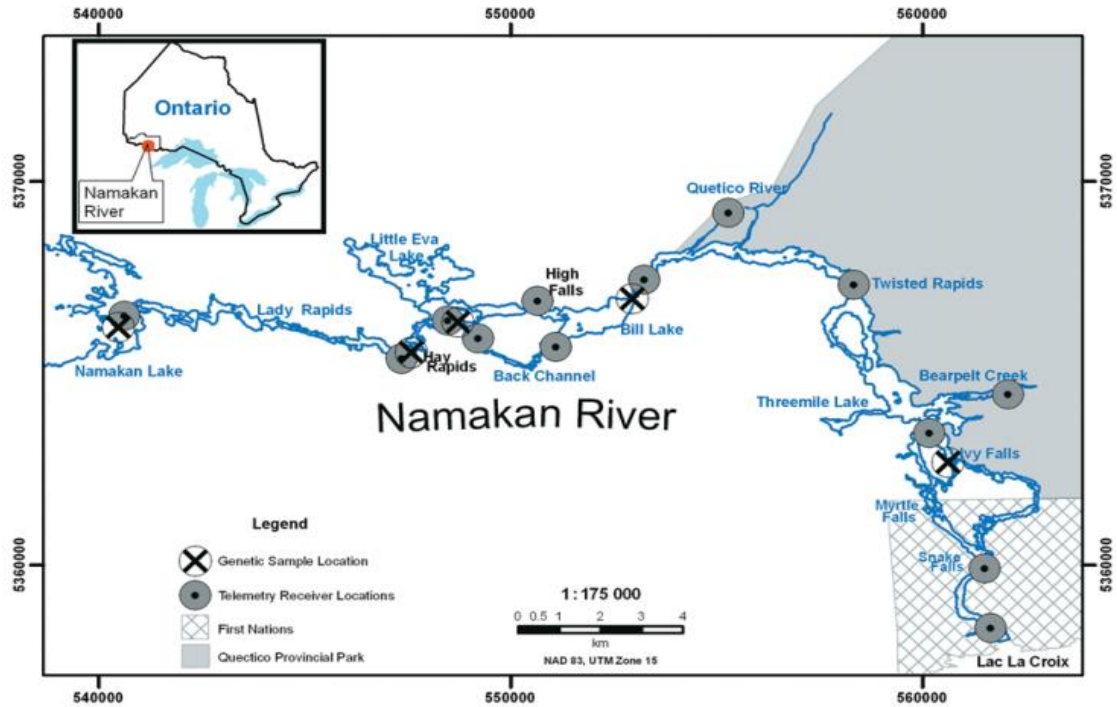 540000
550000
560000
Ontario
Namakan
River
5370000
5370000
Quetico River
Little Eva
Lake
High
Falls
Twisted Rapids
Lady Rapids
Bill Lake
Namakan Lake
Hay
Rapids
Back Channel
Bearpelt Creek
Threemile Lake
Namakan River
Ivy Falls
Myrtle
Falls
Legend
Snake
Falls
Genetic Sample Location
5360000
5360000
1 : 175 000
Telemetry Receiver Locations
0 0.5 1 2 3 4
km
First Nations
NAD 83, UTM Zone 15
Quectico Provincial Park
Lac La Croix
540000
550000
560000